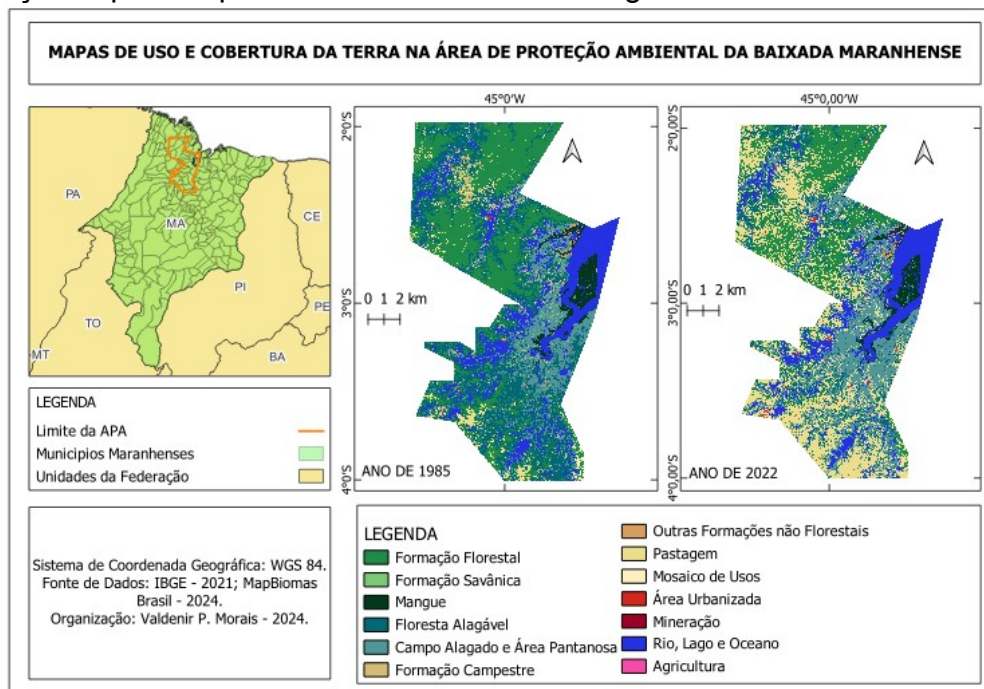 MAPAS DE USO E COBERTURA DA TERRA NA ÁREA DE PROTEÇÃO AMBIENTAL DA BAIXADA MARANHENSE
PA
MA
CE
PI
PE
TO
MT
BA
LEGENDA
Limite da APA
Municipios Maranhenses
Unidades da Federação
Sistema de Coordenada Geográfica: WGS 84.
Fonte de Dados: IBGE - 2021; MapBiomas
Brasil - 2024.
Organização: Valdenir P. Morais - 2024.
45°0'W
2°0'S
3°0'S
4°0'S
0 1 2 km
ANO DE 1985
45°0,00'W
2°0,00'S
3°0,00'S
4°0,00'S
0 1 2 km
ANO DE 2022
LEGENDA
Formação Florestal
Formação Savânica
Mangue
Floresta Alagável
Campo Alagado e Área Pantanosa
Formação Campestre
Outras Formações não Florestais
Pastagem
Mosaico de Usos
Área Urbanizada
Mineração
Rio, Lago e Oceano
Agricultura